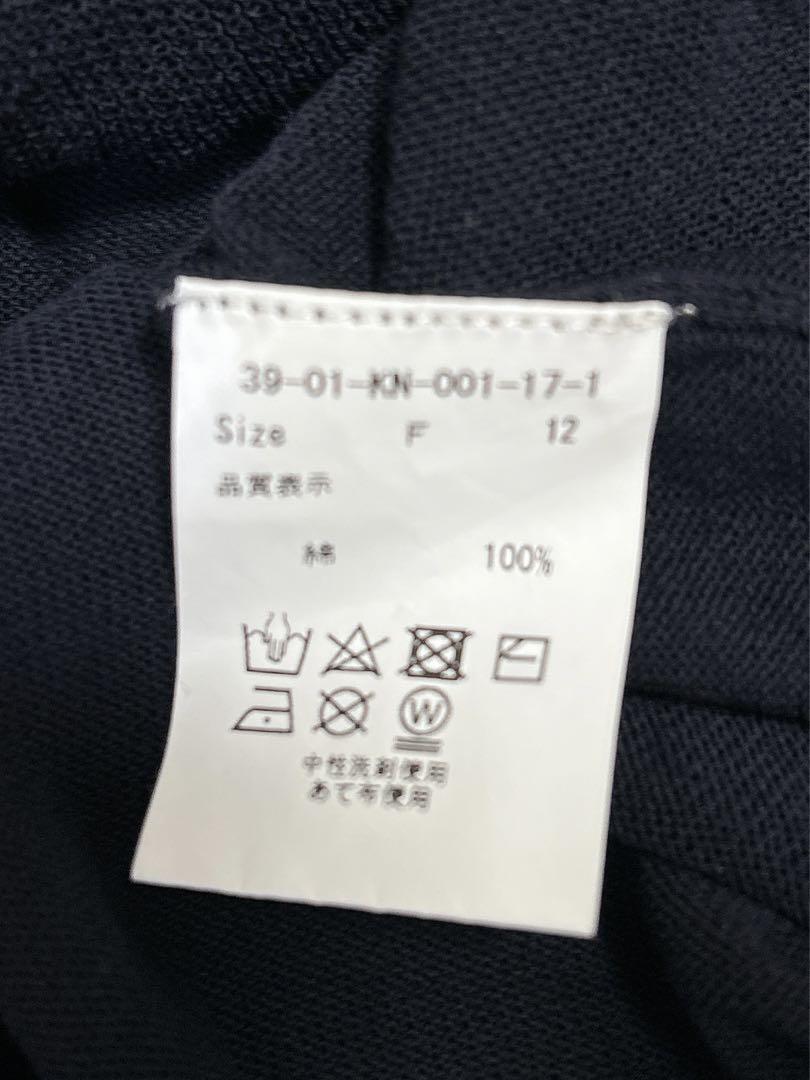 39-01-KN-001-17-1
Size F 12
品質表示
綿 100%
W
中性洗剤使用
あて布使用